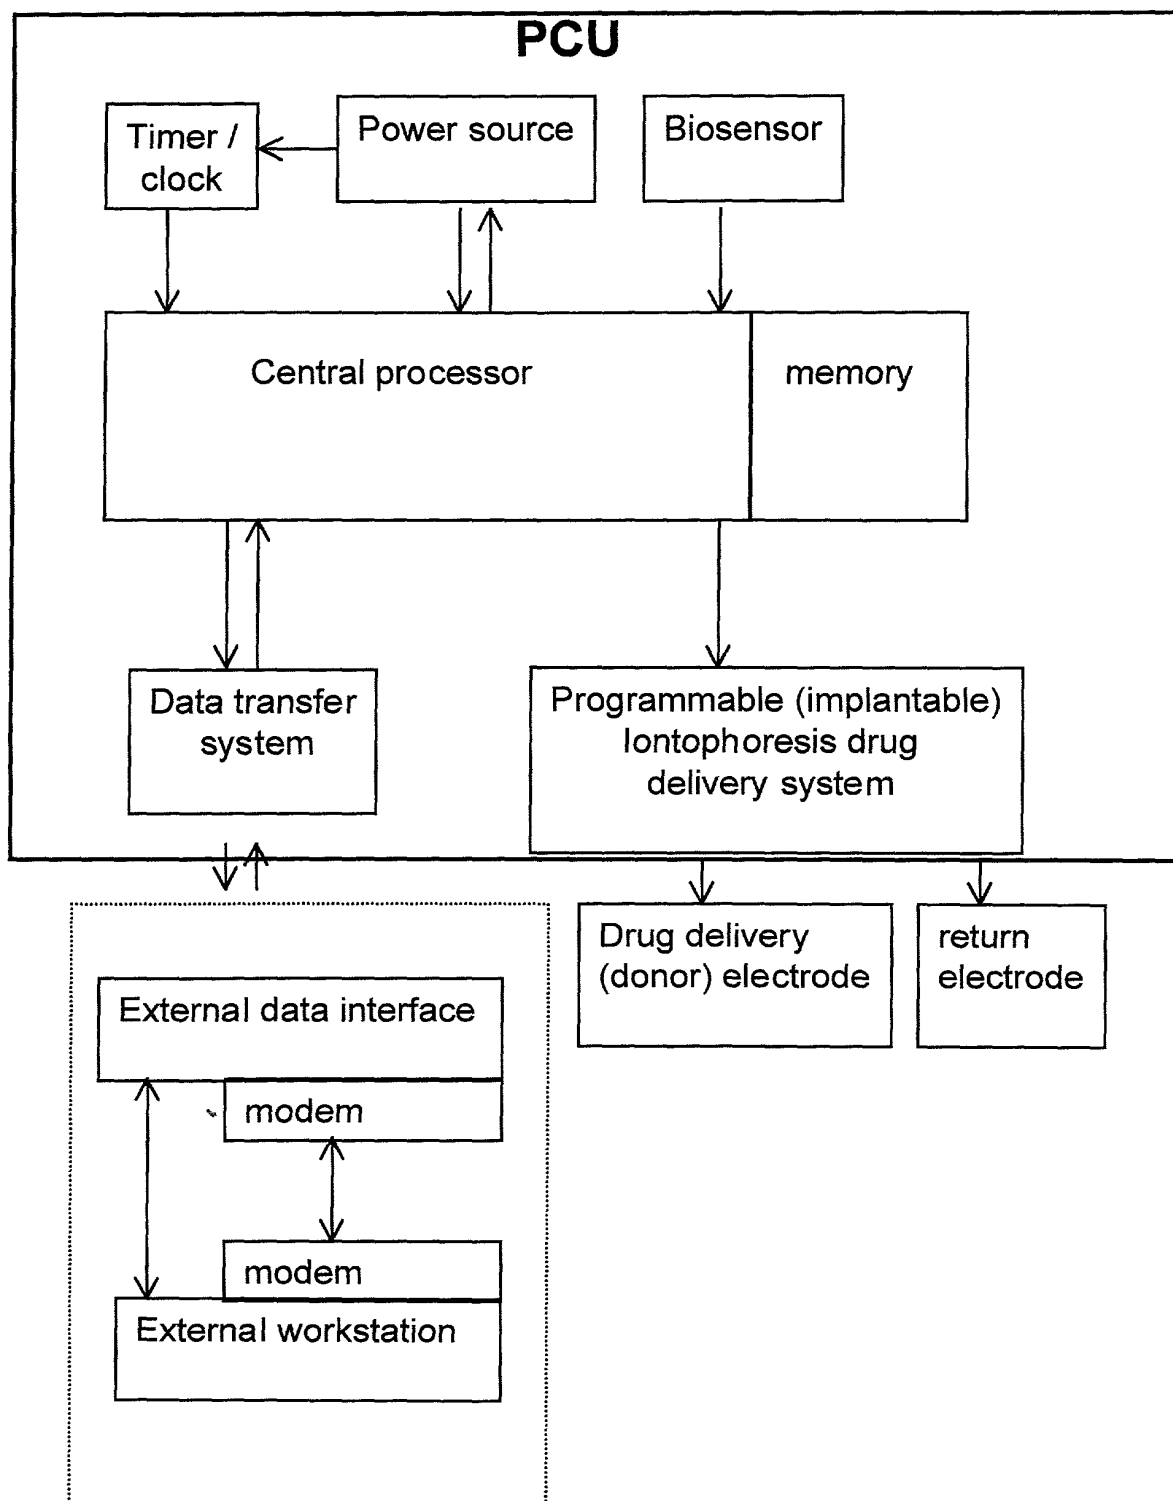 PCU
Timer /
clock
Power source
Biosensor
Central processor
memory
Data transfer
system
Programmable (implantable)
Iontophoresis drug
delivery system
Drug delivery
(donor) electrode
return
electrode
External data interface
modem
modem
External workstation